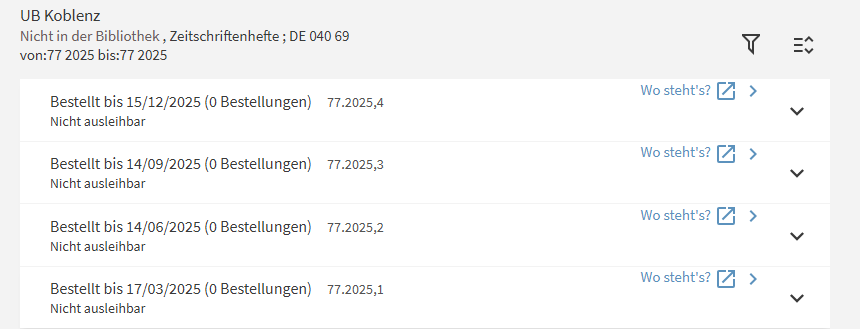 UB Koblenz
Nicht in der Bibliothek , Zeitschriftenhefte ; DE 040 69
von:77 2025 bis:77 2025
Bestellt bis 15/12/2025 (0 Bestellungen) 77.2025,4 Wo steht's?
Nicht ausleihbar
Bestellt bis 14/09/2025 (0 Bestellungen) 77.2025,3 Wo steht's?
Nicht ausleihbar
Bestellt bis 14/06/2025 (0 Bestellungen) 77.2025,2 Wo steht's?
Nicht ausleihbar
Bestellt bis 17/03/2025 (0 Bestellungen) 77.2025,1 Wo steht's?
Nicht ausleihbar